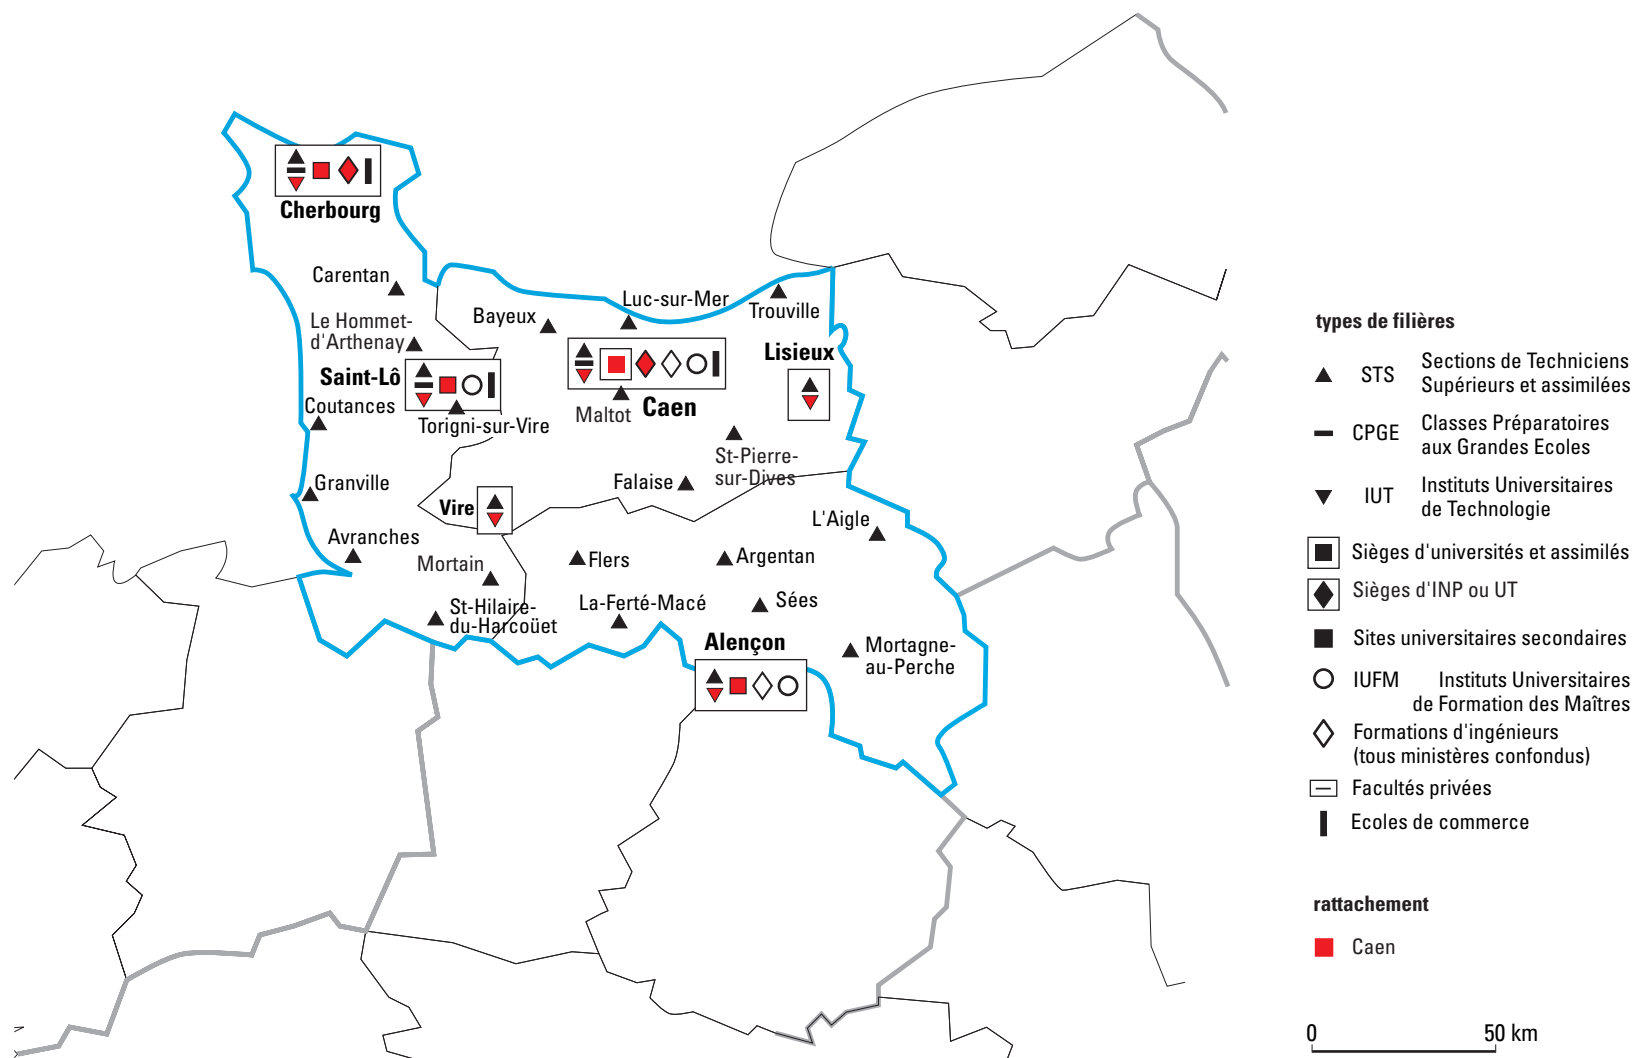 Cherbourg
Carentan
Le Hommet-
d'Arthenay
Saint-Lô
Coutances
Torigni-sur-Vire
Granville
Avranches
Mortain
St-Hilaire-
du-Harcoüet
Vire
Bayeux
Luc-sur-Mer
Trouville
Lisieux
Maltot
Caen
St-Pierre-
sur-Dives
Falaise
L'Aigle
Flers
Argentan
La-Ferté-Macé
Sées
Alençon
Mortagne-
au-Perche
types de filières
STS Sections de Techniciens
Supérieurs et assimilées
CPGE Classes Préparatoires
aux Grandes Ecoles
IUT Instituts Universitaires
de Technologie
Sièges d'universités et assimilés
Sièges d'INP ou UT
Sites universitaires secondaires
IUFM Instituts Universitaires
de Formation des Maîtres
Formations d'ingénieurs
(tous ministères confondus)
Facultés privées
Ecoles de commerce
rattachement
Caen
0 50 km